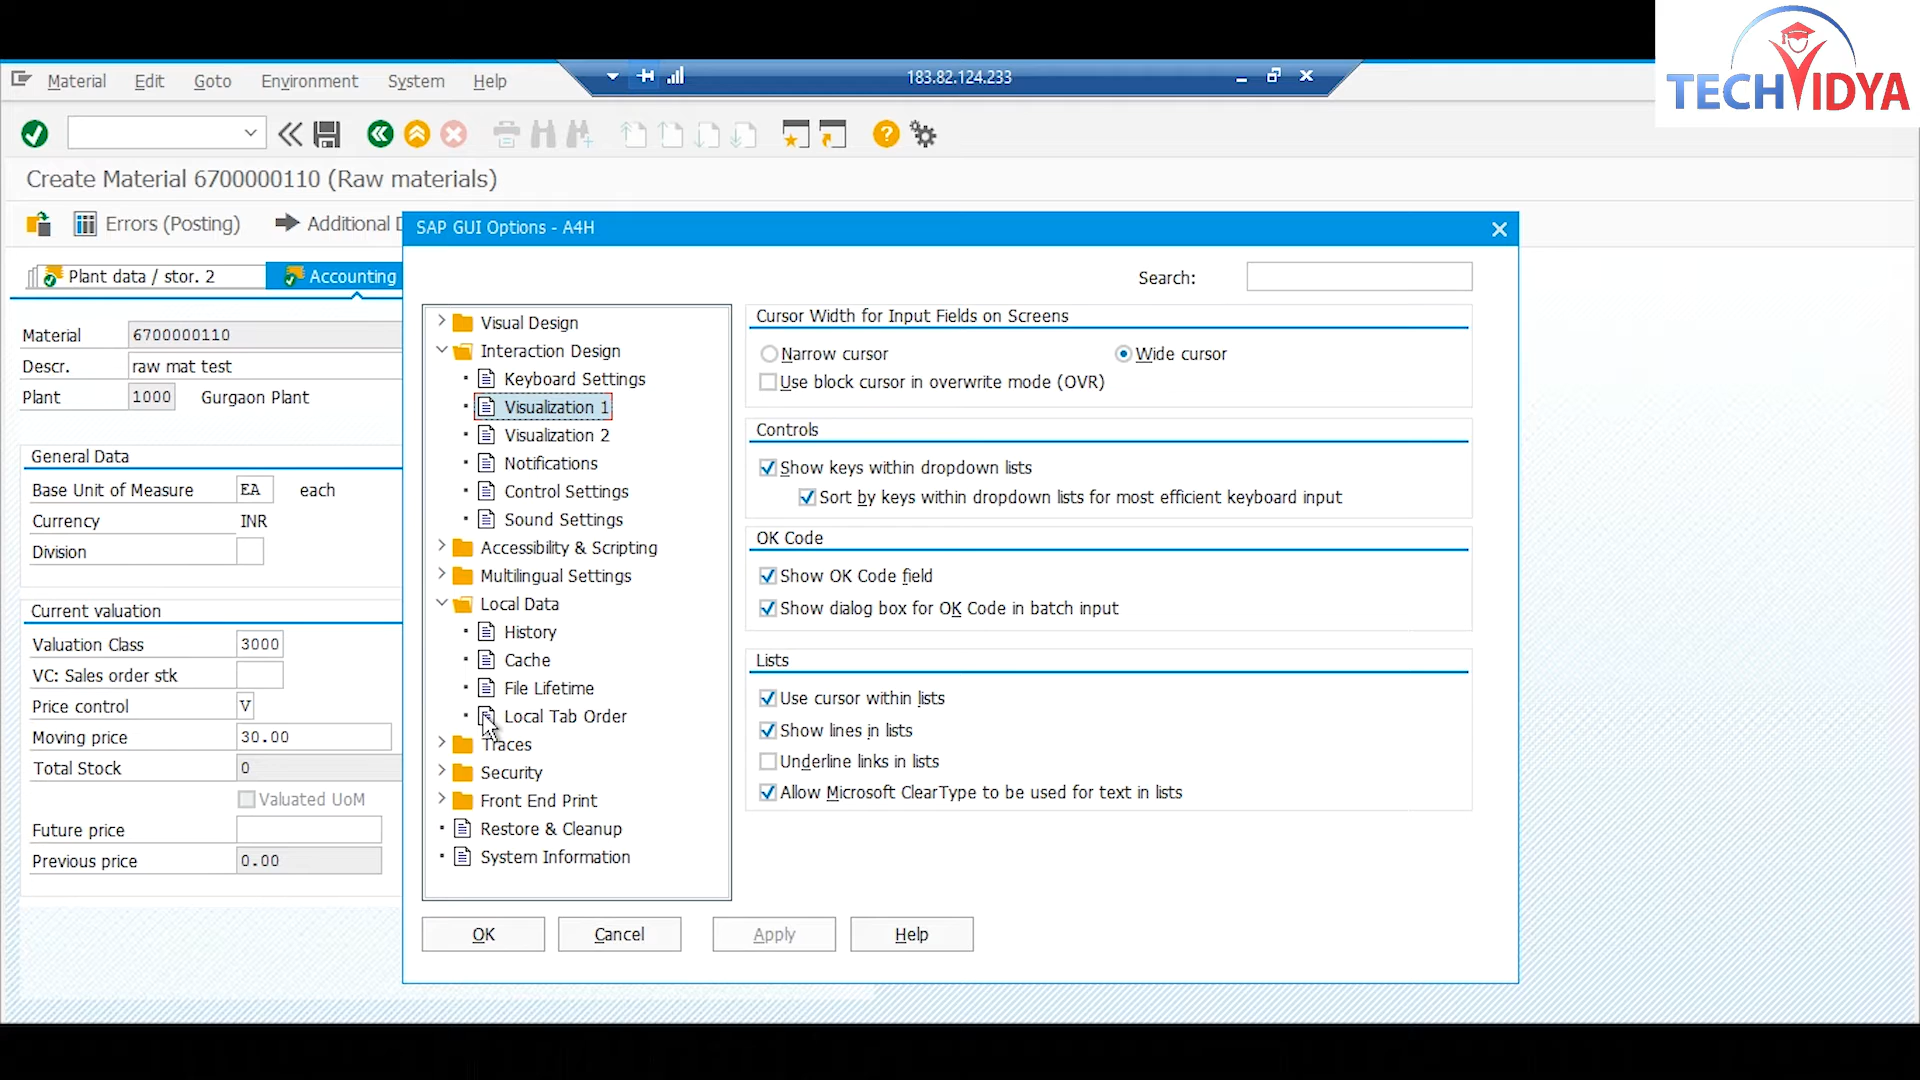 TECHVIDYA
183.82.124.233
Material Edit Goto Environment System Help
Create Material 6700000110 (Raw materials)
Errors (Posting) Additional D
Plant data / stor. 2 Accounting
Material 6700000110
Descr. raw mat test
Plant 1000 Gurgaon Plant
General Data
Base Unit of Measure EA each
Currency INR
Division
Current valuation
Valuation Class 3000
VC: Sales order stk
Price control V
Moving price 30.00
Total Stock 0
Valuated UoM
Future price
Previous price 0.00
SAP GUI Options - A4H
Search:
Visual Design
Interaction Design
Keyboard Settings
Visualization 1
Visualization 2
Notifications
Control Settings
Sound Settings
Accessibility & Scripting
Multilingual Settings
Local Data
History
Cache
File Lifetime
Local Tab Order
Traces
Security
Front End Print
Restore & Cleanup
System Information
Cursor Width for Input Fields on Screens
Narrow cursor Wide cursor
Use block cursor in overwrite mode (OVR)
Controls
Show keys within dropdown lists
Sort by keys within dropdown lists for most efficient keyboard input
OK Code
Show OK Code field
Show dialog box for OK Code in batch input
Lists
Use cursor within lists
Show lines in lists
Underline links in lists
Allow Microsoft ClearType to be used for text in lists
OK Cancel Apply Help